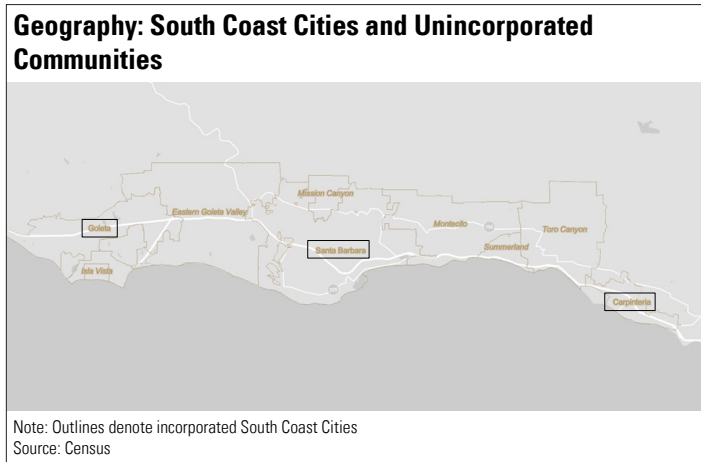 Geography: South Coast Cities and Unincorporated
Communities
Mission Canyon
Eastern Goleta Valley
Goleta
Montecito
Toro Canyon
Santa Barbara
Summerland
Isla Vista
Carpinteria
Note: Outlines denote incorporated South Coast Cities
Source: Census